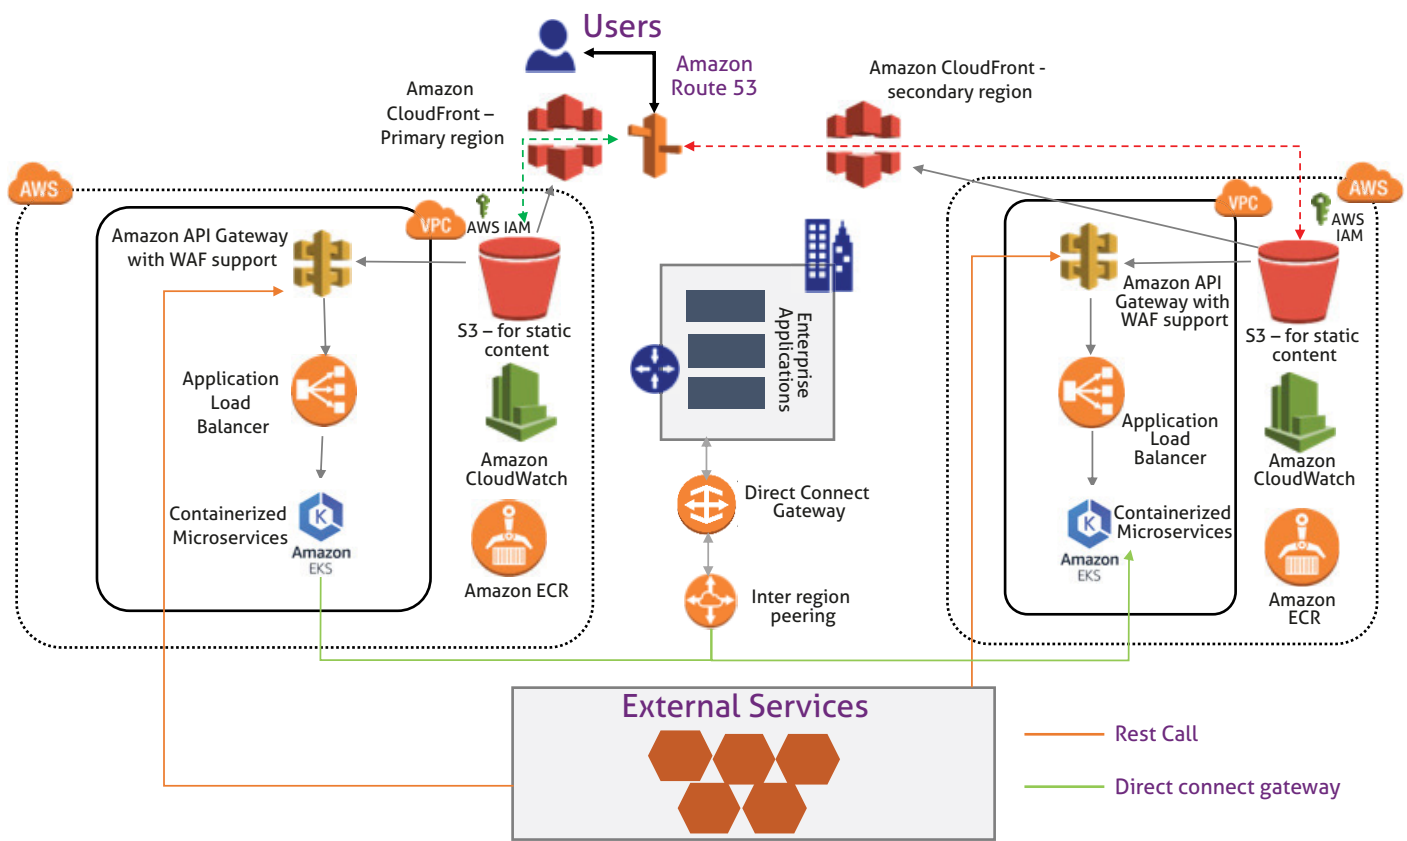 Users
Amazon
Route 53
Amazon
CloudFront –
Primary region
Amazon CloudFront -
secondary region
AWS
VPC
AWS IAM
Amazon API Gateway
with WAF support
S3 – for static
content
Application
Load
Balancer
Amazon
CloudWatch
Containerized
Microservices
Amazon
EKS
Amazon ECR
Enterprise
Applications
Direct Connect
Gateway
Inter region
peering
AWS
VPC
AWS
IAM
Amazon API
Gateway with
WAF support
S3 – for static
content
Application
Load
Balancer
Amazon
CloudWatch
Containerized
Microservices
Amazon
EKS
Amazon
ECR
External Services
Rest Call
Direct connect gateway